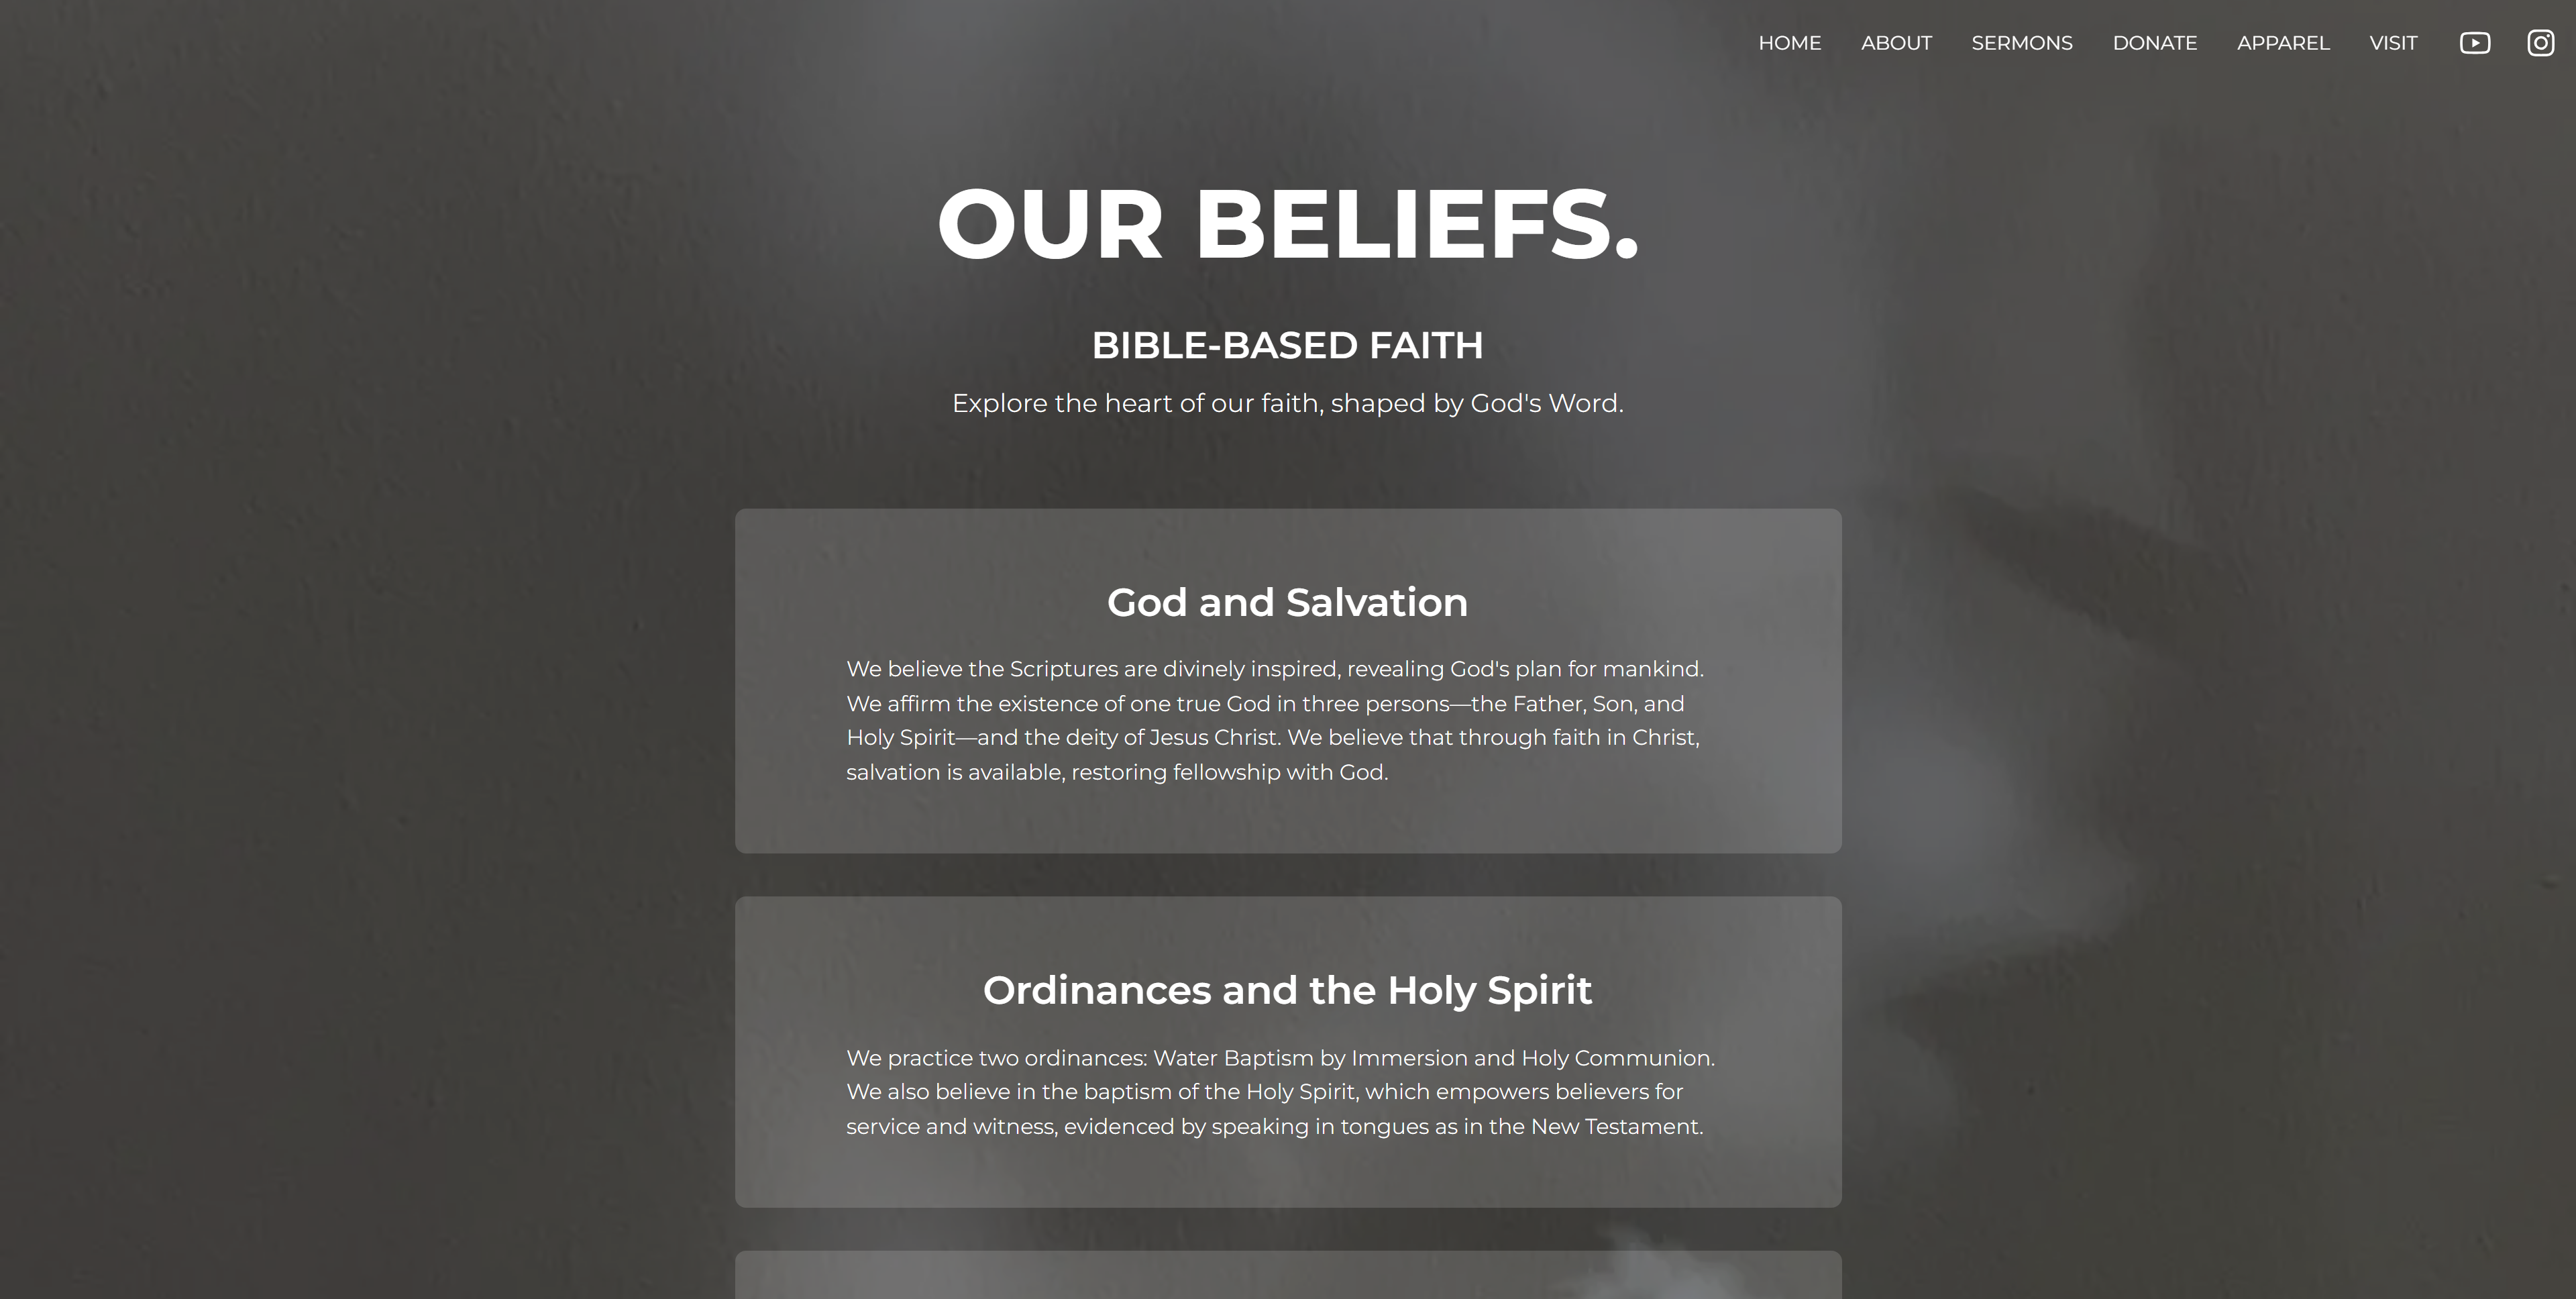 HOME ABOUT SERMONS DONATE APPAREL VISIT
OUR BELIEFS.
BIBLE-BASED FAITH
Explore the heart of our faith, shaped by God's Word.
God and Salvation
We believe the Scriptures are divinely inspired, revealing God's plan for mankind.
We affirm the existence of one true God in three persons—the Father, Son, and
Holy Spirit—and the deity of Jesus Christ. We believe that through faith in Christ,
salvation is available, restoring fellowship with God.
Ordinances and the Holy Spirit
We practice two ordinances: Water Baptism by Immersion and Holy Communion.
We also believe in the baptism of the Holy Spirit, which empowers believers for
service and witness, evidenced by speaking in tongues as in the New Testament.